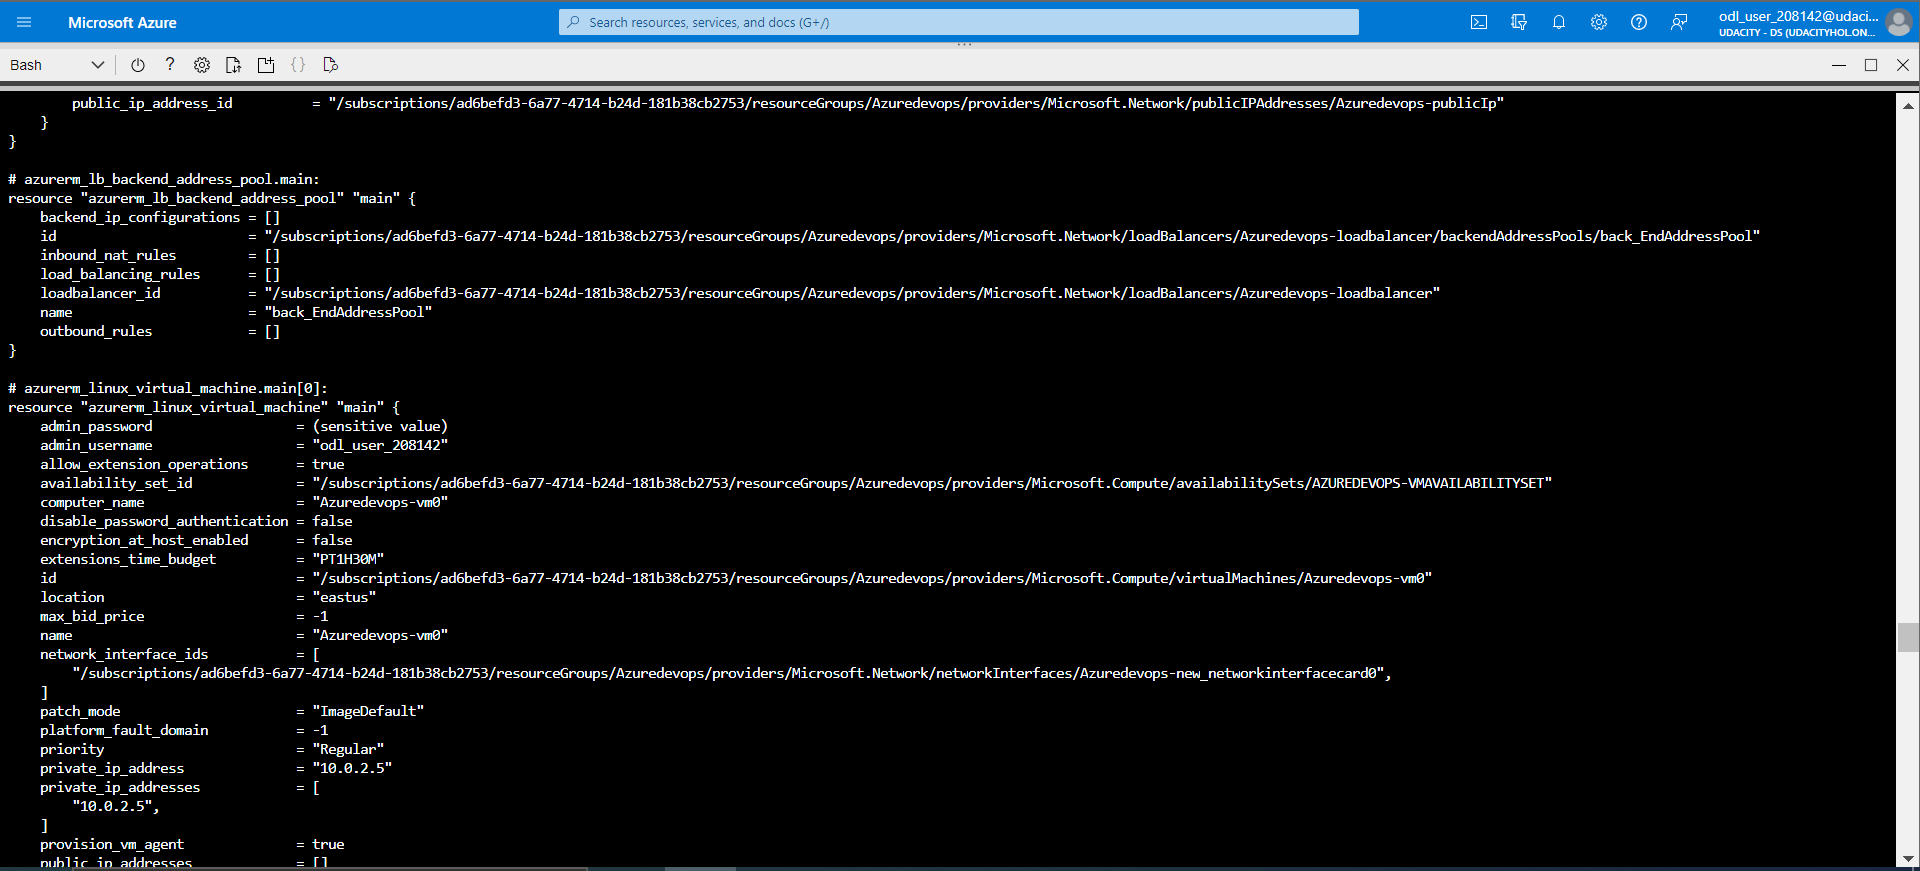 Microsoft Azure
Search resources, services, and docs (G+/)
odl_user_208142@udaci...
UDACITY - DS (UDACITYHOL.ON...
Bash
public_ip_address_id = "/subscriptions/ad6befd3-6a77-4714-b24d-181b38cb2753/resourceGroups/Azuredevops/providers/Microsoft.Network/publicIPAddresses/Azuredevops-publicIp"
}
}
# azurerm_lb_backend_address_pool.main:
resource "azurerm_lb_backend_address_pool" "main" {
backend_ip_configurations = []
id = "/subscriptions/ad6befd3-6a77-4714-b24d-181b38cb2753/resourceGroups/Azuredevops/providers/Microsoft.Network/loadBalancers/Azuredevops-loadbalancer/backendAddressPools/back_EndAddressPool"
inbound_nat_rules = []
load_balancing_rules = []
loadbalancer_id = "/subscriptions/ad6befd3-6a77-4714-b24d-181b38cb2753/resourceGroups/Azuredevops/providers/Microsoft.Network/loadBalancers/Azuredevops-loadbalancer"
name = "back_EndAddressPool"
outbound_rules = []
}
# azurerm_linux_virtual_machine.main[0]:
resource "azurerm_linux_virtual_machine" "main" {
admin_password = (sensitive value)
admin_username = "odl_user_208142"
allow_extension_operations = true
availability_set_id = "/subscriptions/ad6befd3-6a77-4714-b24d-181b38cb2753/resourceGroups/Azuredevops/providers/Microsoft.Compute/availabilitySets/AZUREDEVOPS-VMAVAILABILITYSET"
computer_name = "Azuredevops-vm0"
disable_password_authentication = false
encryption_at_host_enabled = false
extensions_time_budget = "PT1H30M"
id = "/subscriptions/ad6befd3-6a77-4714-b24d-181b38cb2753/resourceGroups/Azuredevops/providers/Microsoft.Compute/virtualMachines/Azuredevops-vm0"
location = "eastus"
max_bid_price = -1
name = "Azuredevops-vm0"
network_interface_ids = [
"/subscriptions/ad6befd3-6a77-4714-b24d-181b38cb2753/resourceGroups/Azuredevops/providers/Microsoft.Network/networkInterfaces/Azuredevops-new_networkinterfacecard0",
]
patch_mode = "ImageDefault"
platform_fault_domain = -1
priority = "Regular"
private_ip_address = "10.0.2.5"
private_ip_addresses = [
"10.0.2.5",
]
provision_vm_agent = true
public_ip_addresses = []